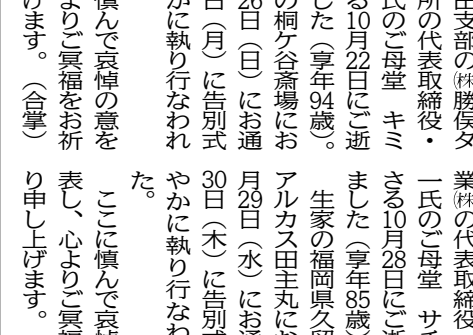 田支部の㈱勝俣タ
所の代表取締役・
氏のご母堂　キミ
る10月22日にご逝
した（享年94歳）。
の桐ケ谷斎場にお
26日（日）にお通
日（月）に告別式
かに執り行なわれ
慎んで哀悼の意を
よりご冥福をお祈
げます。（合掌）
業㈱の代表取締役
一氏のご母堂　サチ
さる10月28日にご逝
ました（享年85歳
生家の福岡県久留
アルカス田主丸にお
月29日（水）にお通
30日（木）に告別式
やかに執り行なわ
た。
ここに慎んで哀悼
表し、心よりご冥福
り申し上げます。